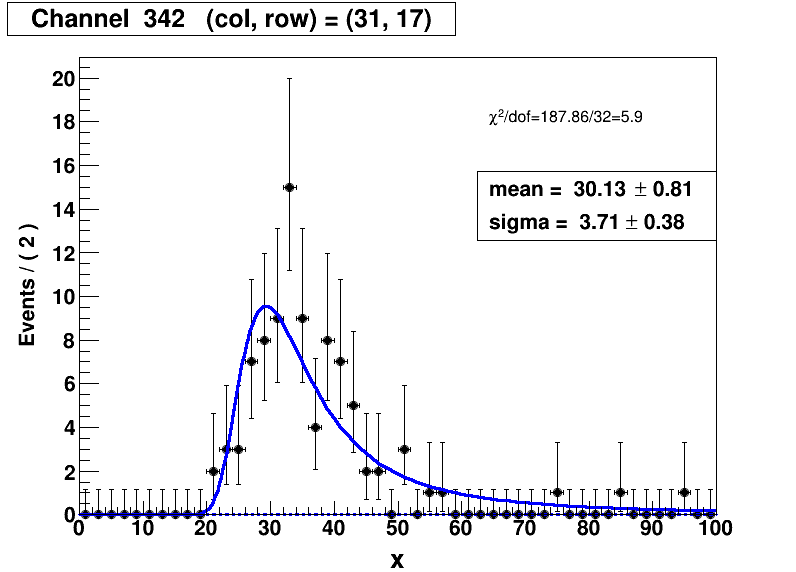 Channel 342 (col, row) = (31, 17)
χ²/dof=187.86/32=5.9
mean = 30.13 ± 0.81
sigma = 3.71 ± 0.38
Events / ( 2 )
20
18
16
14
12
10
8
6
4
2
0
0 10 20 30 40 50 60 70 80 90 100
x